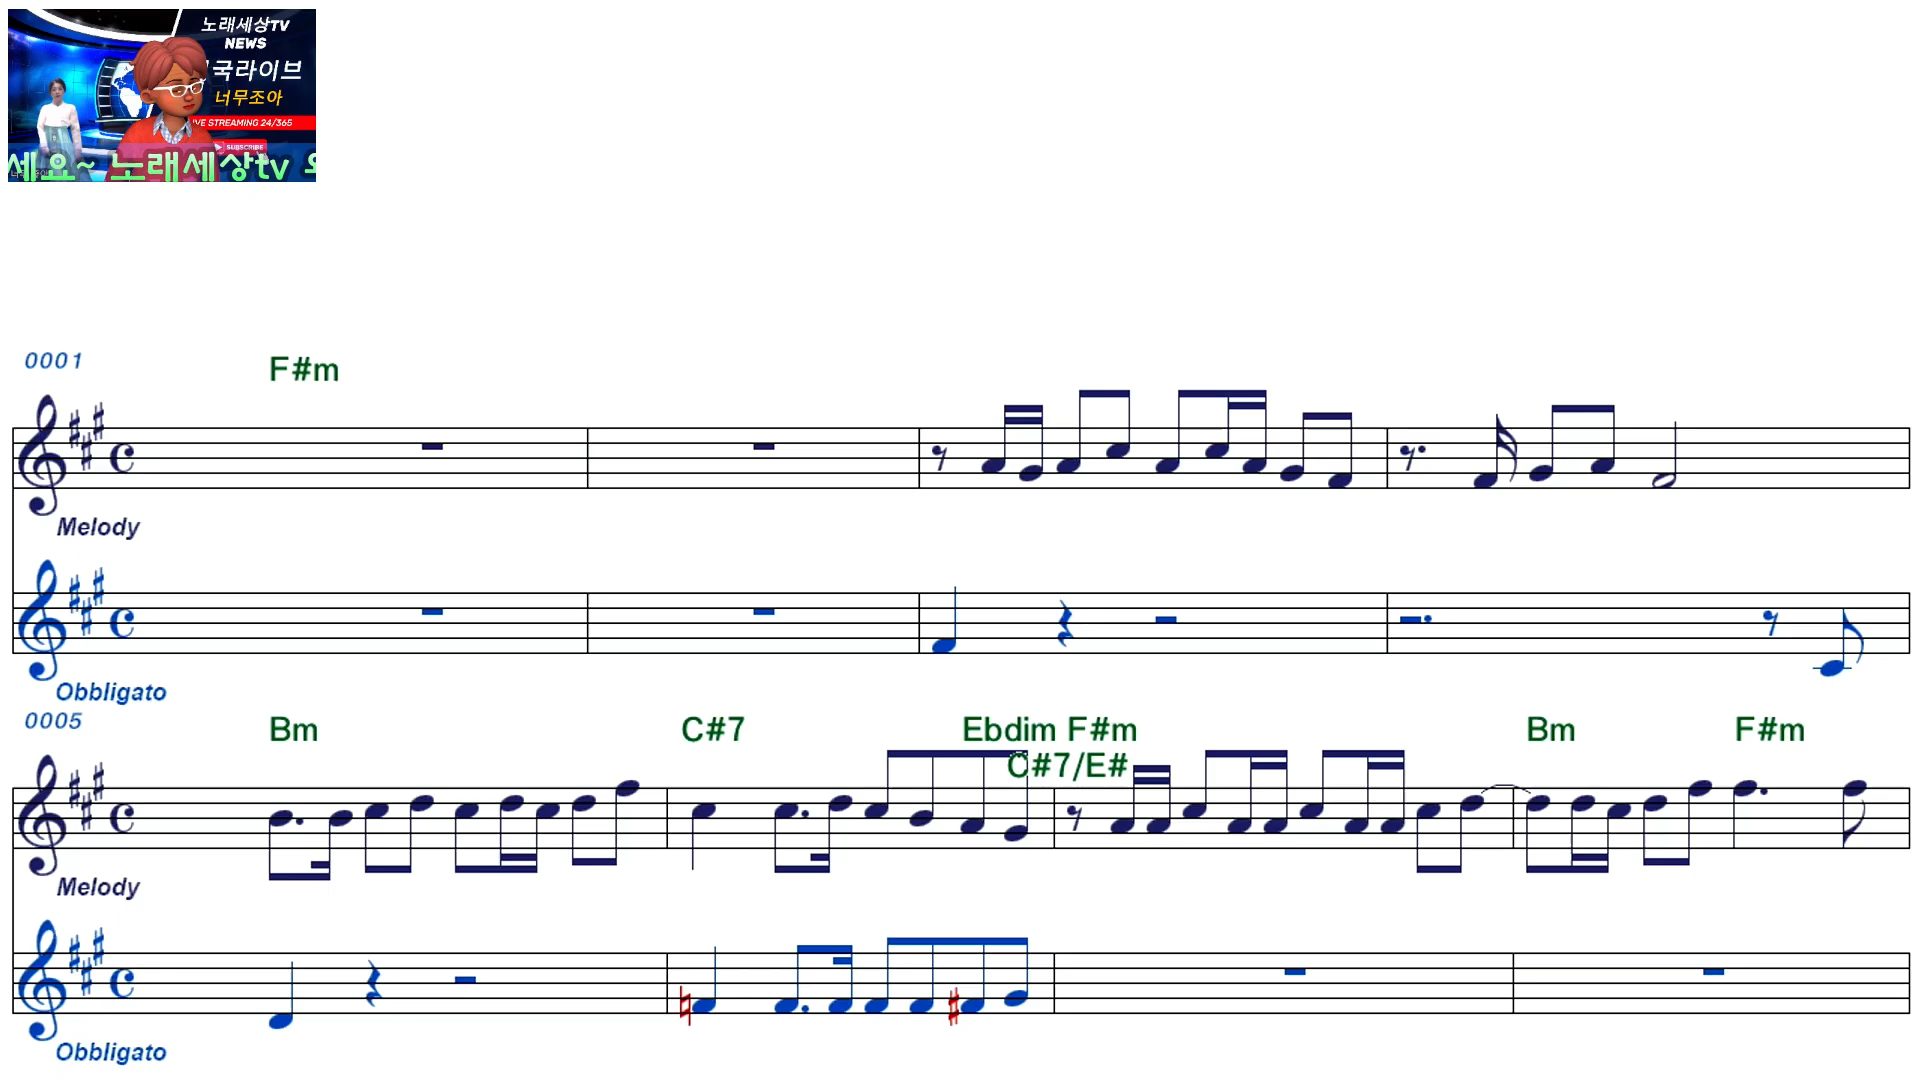 노래세상TV
NEWS
국라이브
너무조아
LIVE STREAMING 24/365
SUBSCRIBE
세요~ 노래세상tv
0001
F#m
Melody
Obbligato
0005
Bm C#7 Ebdim F#m Bm F#m
C#7/E#
Melody
Obbligato